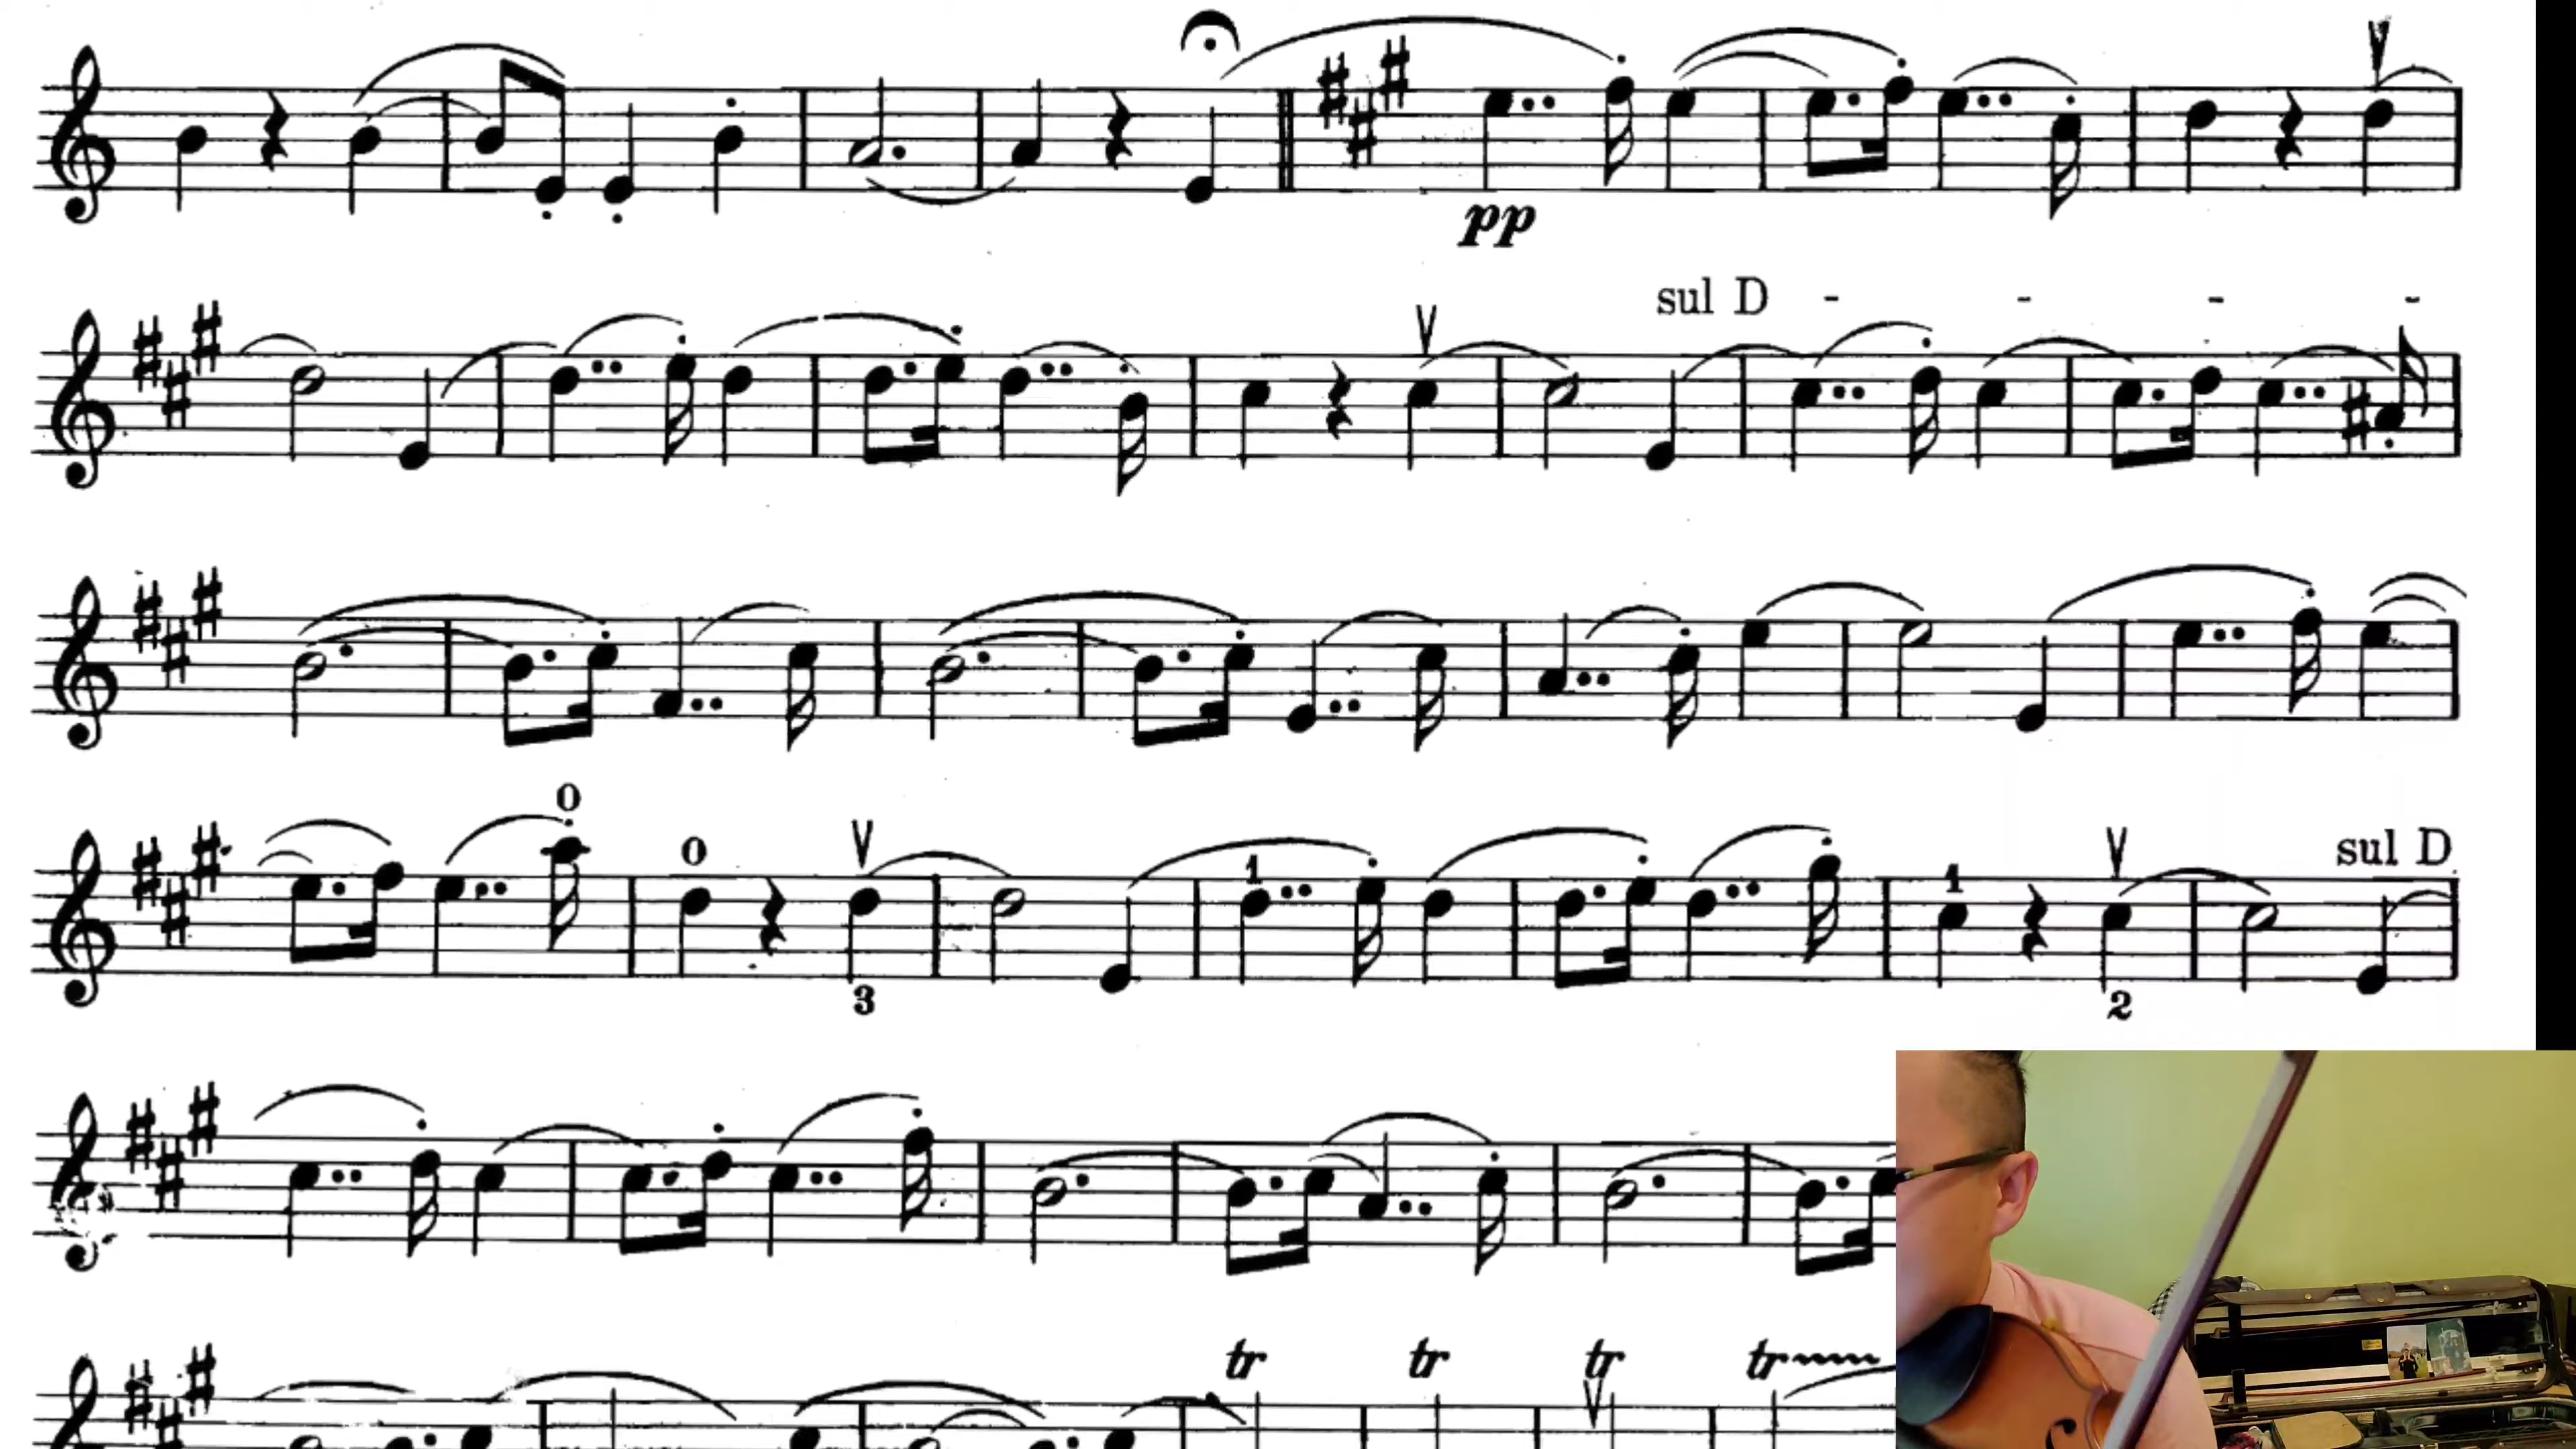 pp
sul D - - - -
0
0 1 1 sul D
3 2
tr tr tr tr